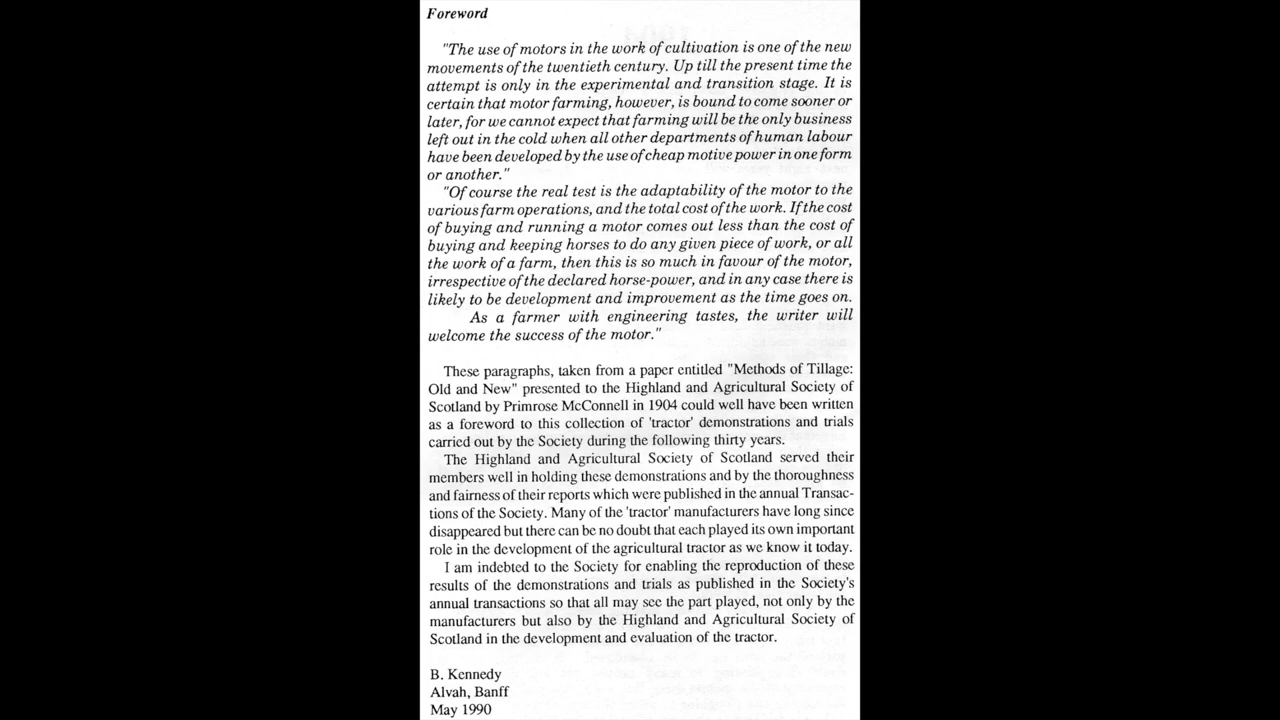 Foreword
"The use of motors in the work of cultivation is one of the new
movements of the twentieth century. Up till the present time the
attempt is only in the experimental and transition stage. It is
certain that motor farming, however, is bound to come sooner or
later, for we cannot expect that farming will be the only business
left out in the cold when all other departments of human labour
have been developed by the use of cheap motive power in one form
or another."
"Of course the real test is the adaptability of the motor to the
various farm operations, and the total cost of the work. If the cost
of buying and running a motor comes out less than the cost of
buying and keeping horses to do any given piece of work, or all
the work of a farm, then this is so much in favour of the motor,
irrespective of the declared horse-power, and in any case there is
likely to be development and improvement as the time goes on.
As a farmer with engineering tastes, the writer will
welcome the success of the motor."
These paragraphs, taken from a paper entitled "Methods of Tillage:
Old and New" presented to the Highland and Agricultural Society of
Scotland by Primrose McConnell in 1904 could well have been written
as a foreword to this collection of 'tractor' demonstrations and trials
carried out by the Society during the following thirty years.
The Highland and Agricultural Society of Scotland served their
members well in holding these demonstrations and by the thoroughness
and fairness of their reports which were published in the annual Transac-
tions of the Society. Many of the 'tractor' manufacturers have long since
disappeared but there can be no doubt that each played its own important
role in the development of the agricultural tractor as we know it today.
I am indebted to the Society for enabling the reproduction of these
results of the demonstrations and trials as published in the Society's
annual transactions so that all may see the part played, not only by the
manufacturers but also by the Highland and Agricultural Society of
Scotland in the development and evaluation of the tractor.
B. Kennedy
Alvah, Banff
May 1990